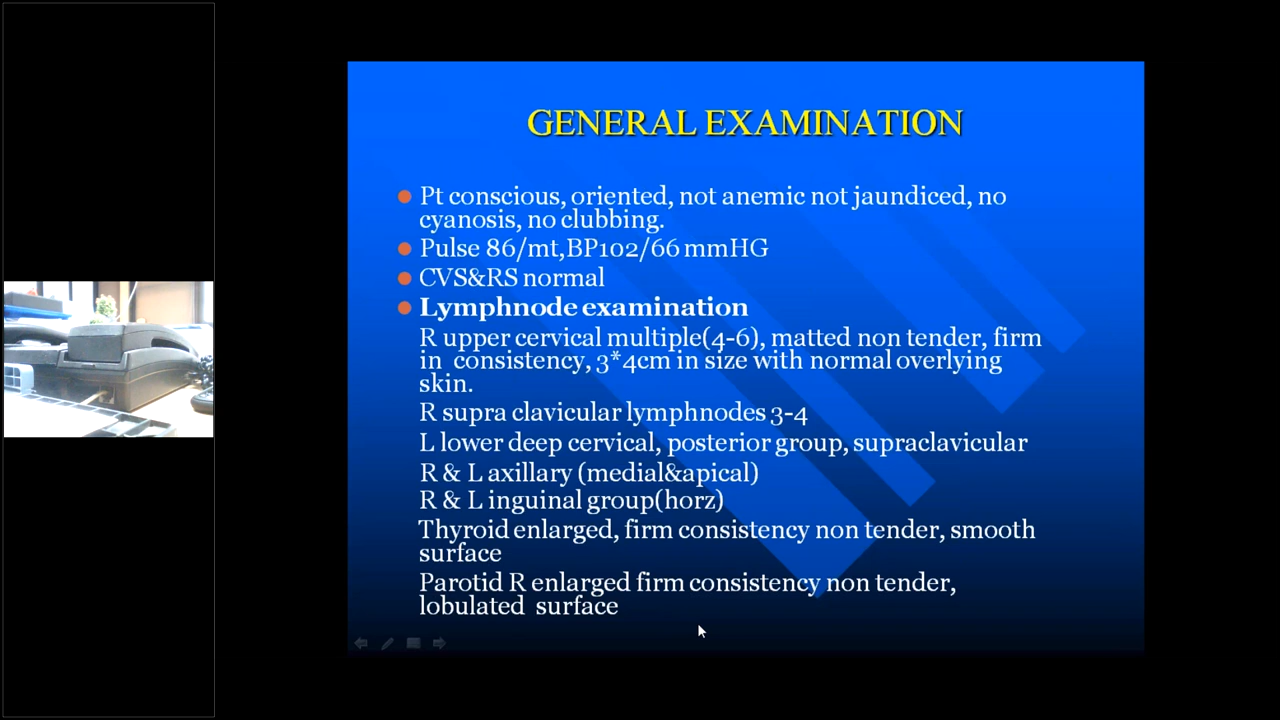 GENERAL EXAMINATION
Pt conscious, oriented, not anemic not jaundiced, no
cyanosis, no clubbing.
Pulse 86/mt,BP102/66 mmHG
CVS&RS normal
Lymphnode examination
R upper cervical multiple(4-6), matted non tender, firm
in consistency, 3*4cm in size with normal overlying
skin.
R supra clavicular lymphnodes 3-4
L lower deep cervical, posterior group, supraclavicular
R & L axillary (medial&apical)
R & L inguinal group(horz)
Thyroid enlarged, firm consistency non tender, smooth
surface
Parotid R enlarged firm consistency non tender,
lobulated surface